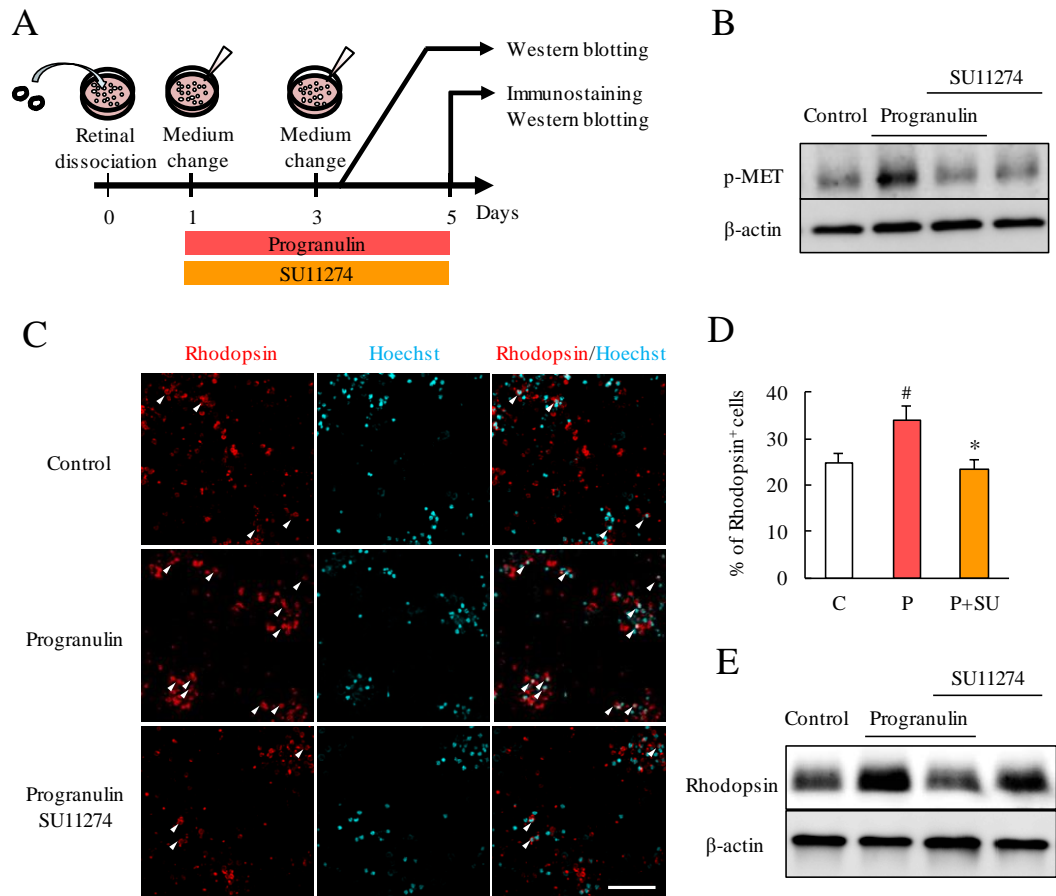 A
Western blotting
Immunostaining
Western blotting
Retinal
dissociation
Medium
change
Medium
change
0
1
3
5
Days
Progranulin
SU11274
B
SU11274
Control
Progranulin
p-MET
β-actin
C
Rhodopsin
Hoechst
Rhodopsin/Hoechst
Control
Progranulin
Progranulin
SU11274
D
% of Rhodopsin⁺ cells
40
30
20
10
0
#
*
C
P
P+SU
E
SU11274
Control
Progranulin
Rhodopsin
β-actin